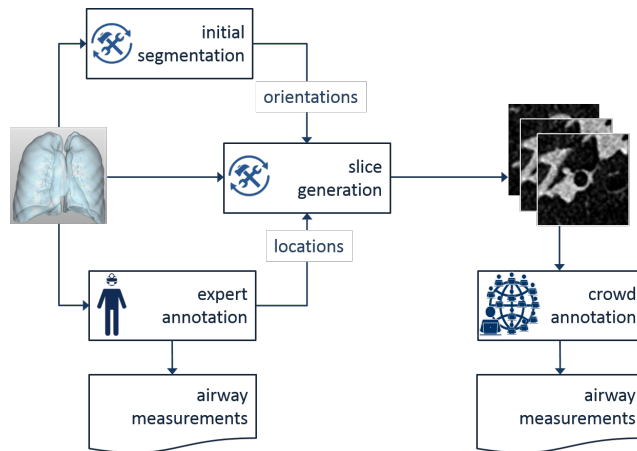 initial
segmentation
orientations
slice
generation
locations
expert
annotation
crowd
annotation
airway
measurements
airway
measurements